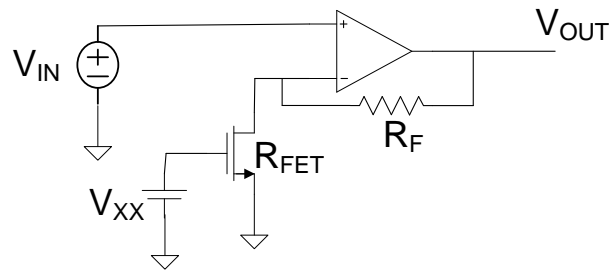 V_OUT
V_IN
+
−
+
−
R_F
R_FET
V_XX